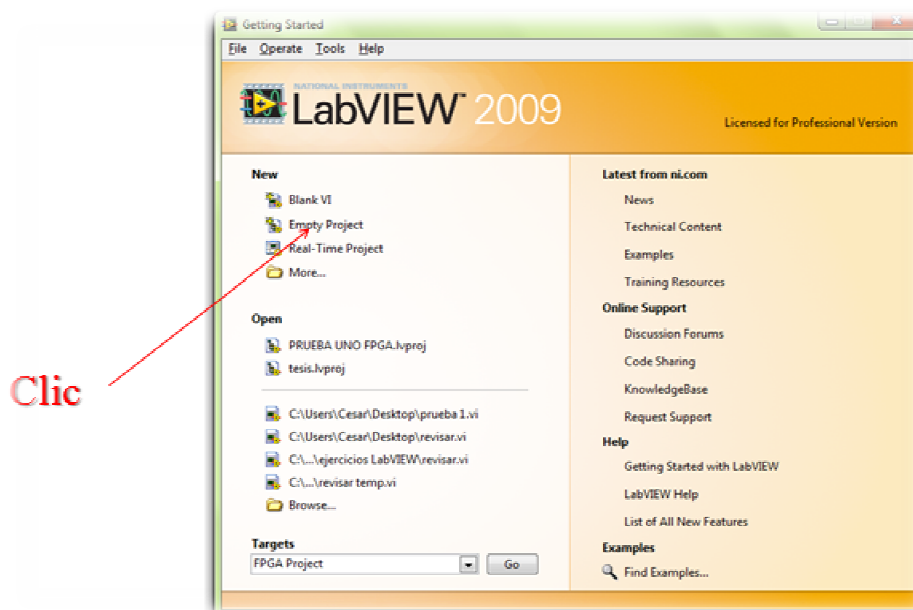 Getting Started
File Operate Tools Help
NATIONAL INSTRUMENTS
LabVIEW™ 2009
Licensed for Professional Version
New
Blank VI
Empty Project
Real-Time Project
More...
Open
PRUEBA UNO FPGA.lvproj
tesis.lvproj
C:\Users\Cesar\Desktop\prueba 1.vi
C:\Users\Cesar\Desktop\revisar.vi
C:\...\ejercicios LabVIEW\revisar.vi
C:\...\revisar temp.vi
Browse...
Targets
FPGA Project
Go
Latest from ni.com
News
Technical Content
Examples
Training Resources
Online Support
Discussion Forums
Code Sharing
KnowledgeBase
Request Support
Help
Getting Started with LabVIEW
LabVIEW Help
List of All New Features
Examples
Find Examples...
Clic